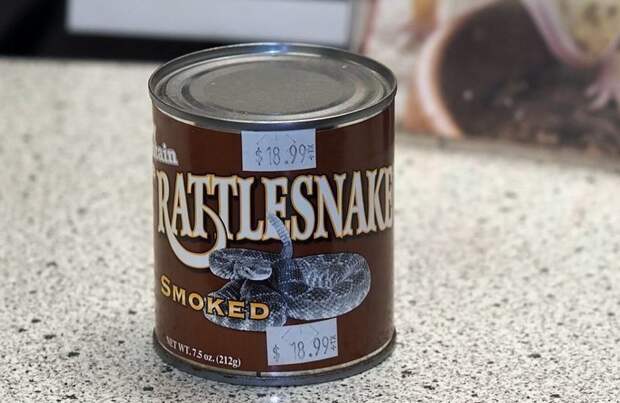 $ 18.99
RATTLESNAKE
SMOKED
$ 18.99
NET WT. 7.5 oz. (212g)